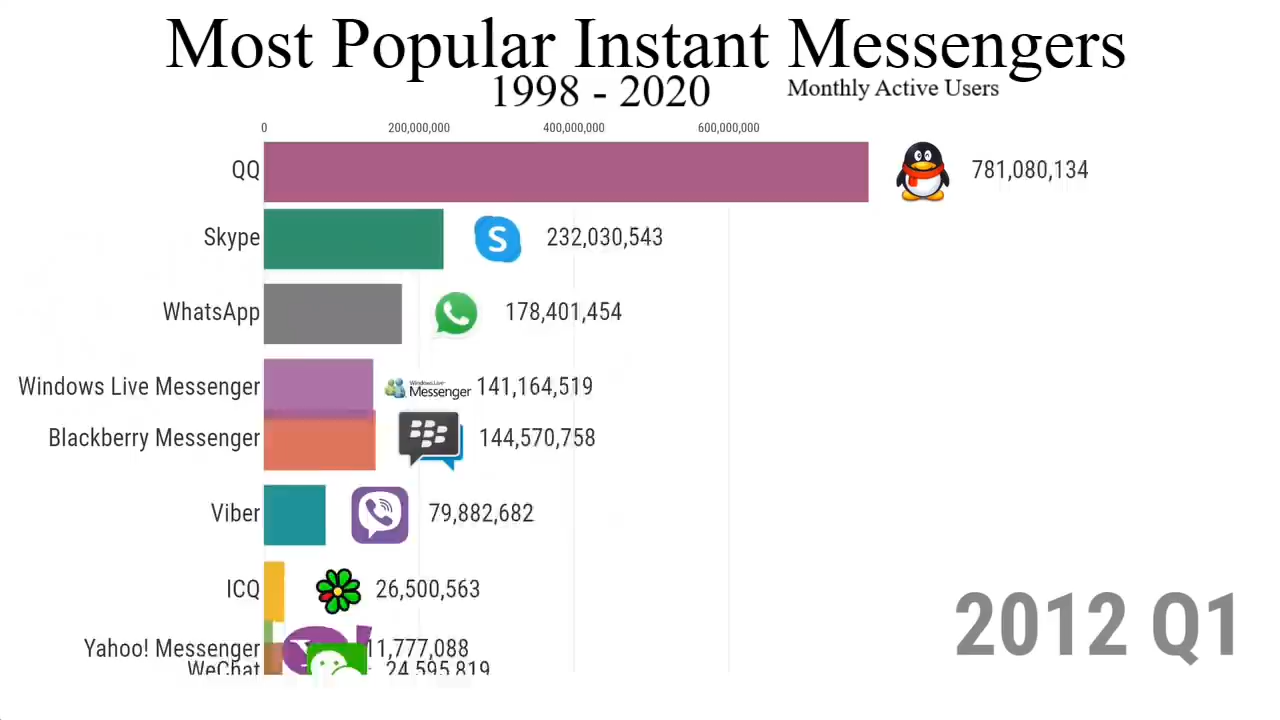 Most Popular Instant Messengers
1998 - 2020 Monthly Active Users
0 200,000,000 400,000,000 600,000,000
QQ 781,080,134
Skype S 232,030,543
WhatsApp 178,401,454
Windows Live Messenger Windows Live Messenger 141,164,519
Blackberry Messenger 144,570,758
Viber 79,882,682
ICQ 26,500,563
Yahoo! Messenger Y! 11,777,088
WeChat 24,595,819
2012 Q1